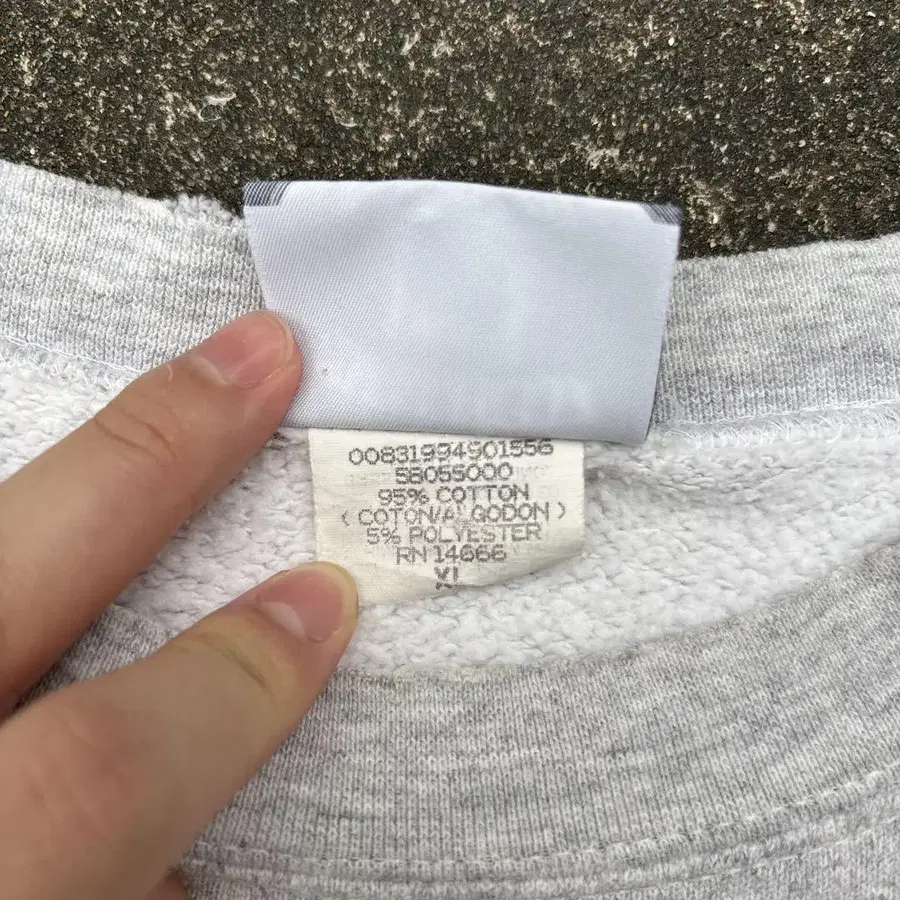 00831994901556
58055000
95% COTTON
( COTON/ALGODON )
5% POLYESTER
RN 14666
XL